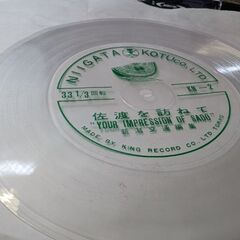 NIIGATA KOTU CO., LTD.
33 1/3 回転
KN-2
佐渡を訪ねて
"YOUR IMPRESSION OF SADO"
新潟交通編集
MADE BY KING RECORD CO., LTD. TOKYO